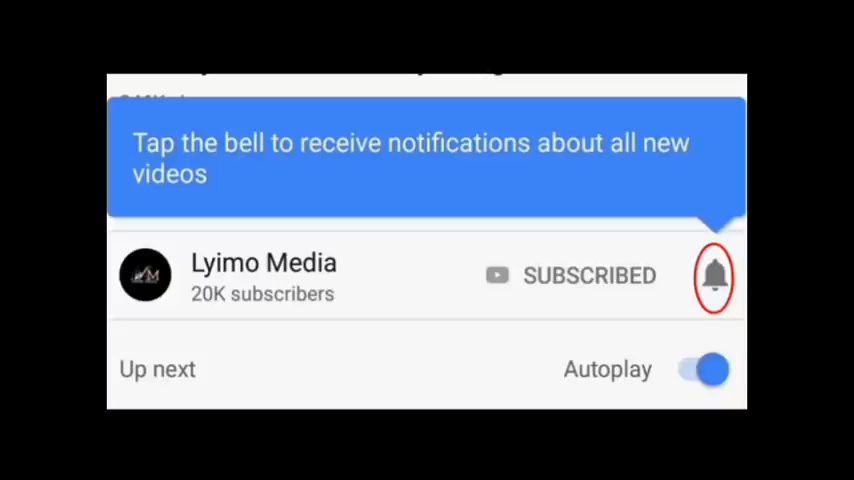 Tap the bell to receive notifications about all new
videos
Lyimo Media
SUBSCRIBED
20K subscribers
Up next
Autoplay